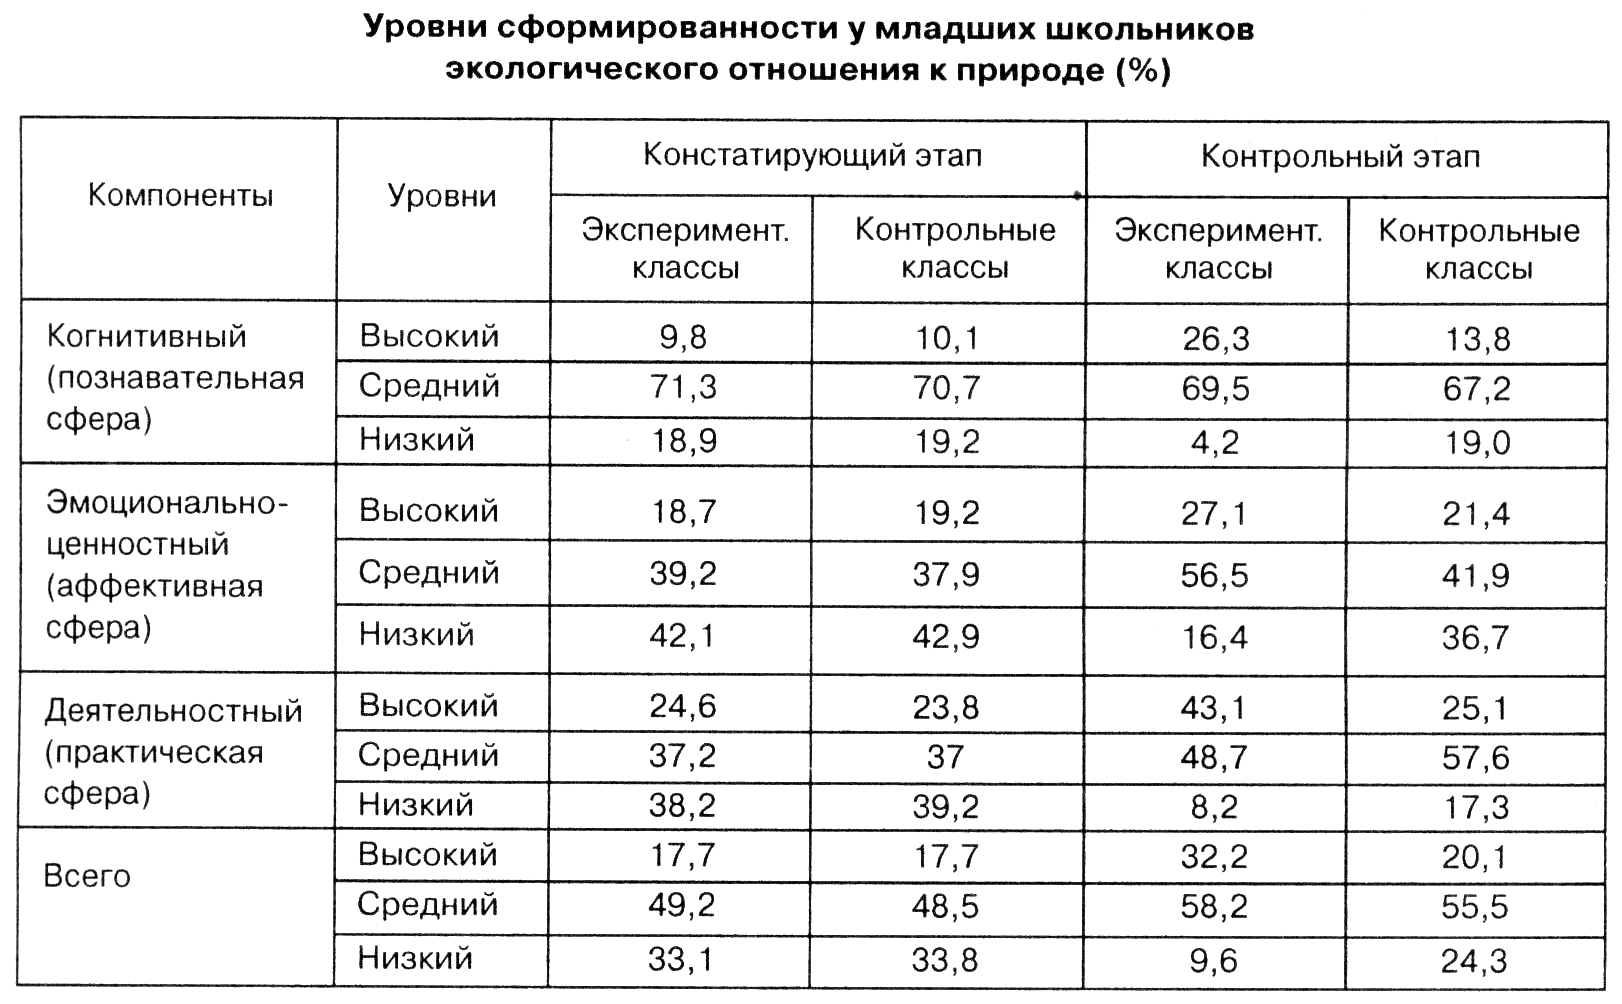 Уровни сформированности у младших школьников
экологического отношения к природе (%)
Компоненты Уровни Констатирующий этап Контрольный этап
Эксперимент. классы Контрольные классы Эксперимент. классы Контрольные классы
Когнитивный
(познавательная
сфера)
Высокий 9,8 10,1 26,3 13,8
Средний 71,3 70,7 69,5 67,2
Низкий 18,9 19,2 4,2 19,0
Эмоционально-
ценностный
(аффективная
сфера)
Высокий 18,7 19,2 27,1 21,4
Средний 39,2 37,9 56,5 41,9
Низкий 42,1 42,9 16,4 36,7
Деятельностный
(практическая
сфера)
Высокий 24,6 23,8 43,1 25,1
Средний 37,2 37 48,7 57,6
Низкий 38,2 39,2 8,2 17,3
Всего
Высокий 17,7 17,7 32,2 20,1
Средний 49,2 48,5 58,2 55,5
Низкий 33,1 33,8 9,6 24,3